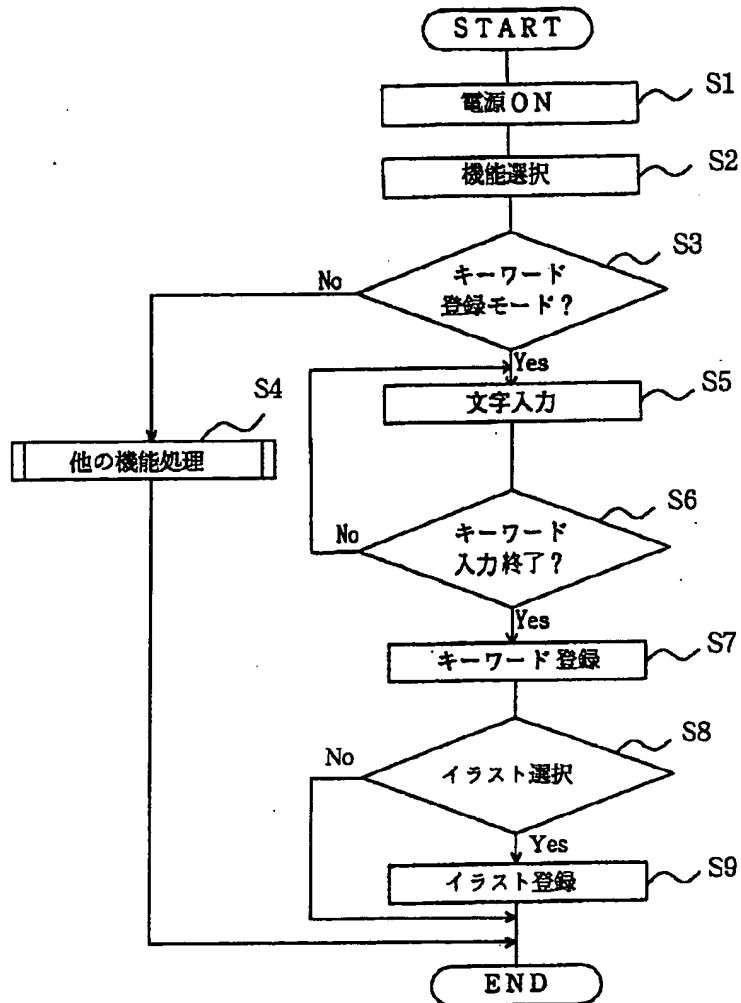 START
電源ON
S1
機能選択
S2
S3
キーワード
登録モード?
No
Yes
S4
他の機能処理
文字入力
S5
S6
キーワード
入力終了?
No
Yes
キーワード登録
S7
S8
イラスト選択
No
Yes
イラスト登録
S9
END